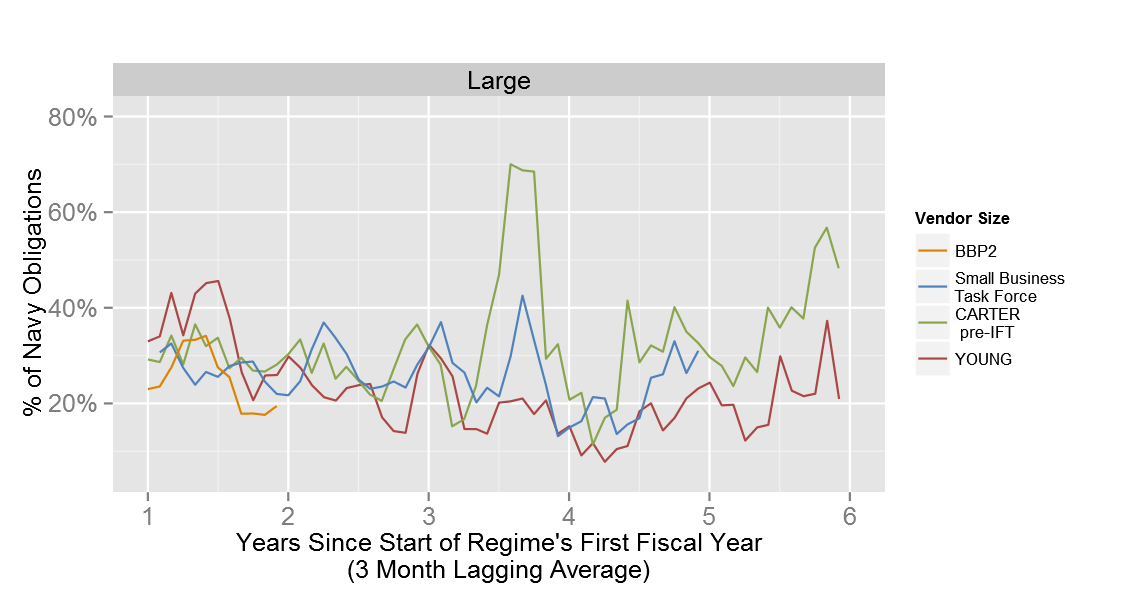 Large
80%
60%
40%
20%
% of Navy Obligations
1 2 3 4 5 6
Years Since Start of Regime's First Fiscal Year
(3 Month Lagging Average)
Vendor Size
BBP2
Small Business
Task Force
CARTER
pre-IFT
YOUNG